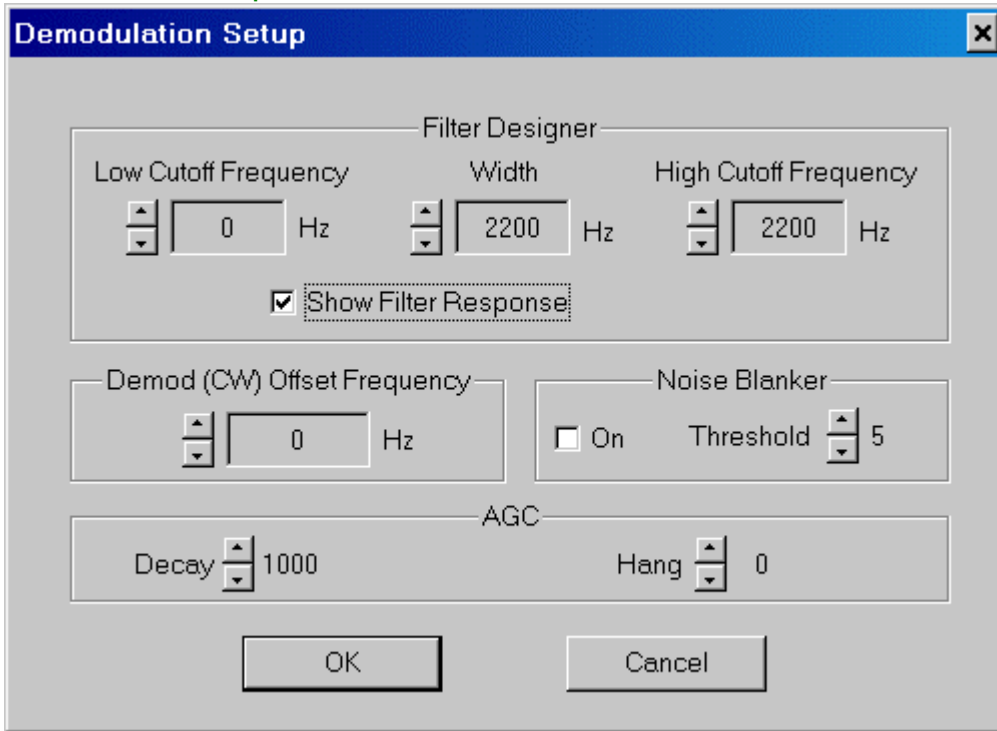 Demodulation Setup
Filter Designer
Low Cutoff Frequency Width High Cutoff Frequency
0 Hz 2200 Hz 2200 Hz
Show Filter Response
Demod (CW) Offset Frequency Noise Blanker
0 Hz On Threshold 5
AGC
Decay 1000 Hang 0
OK Cancel